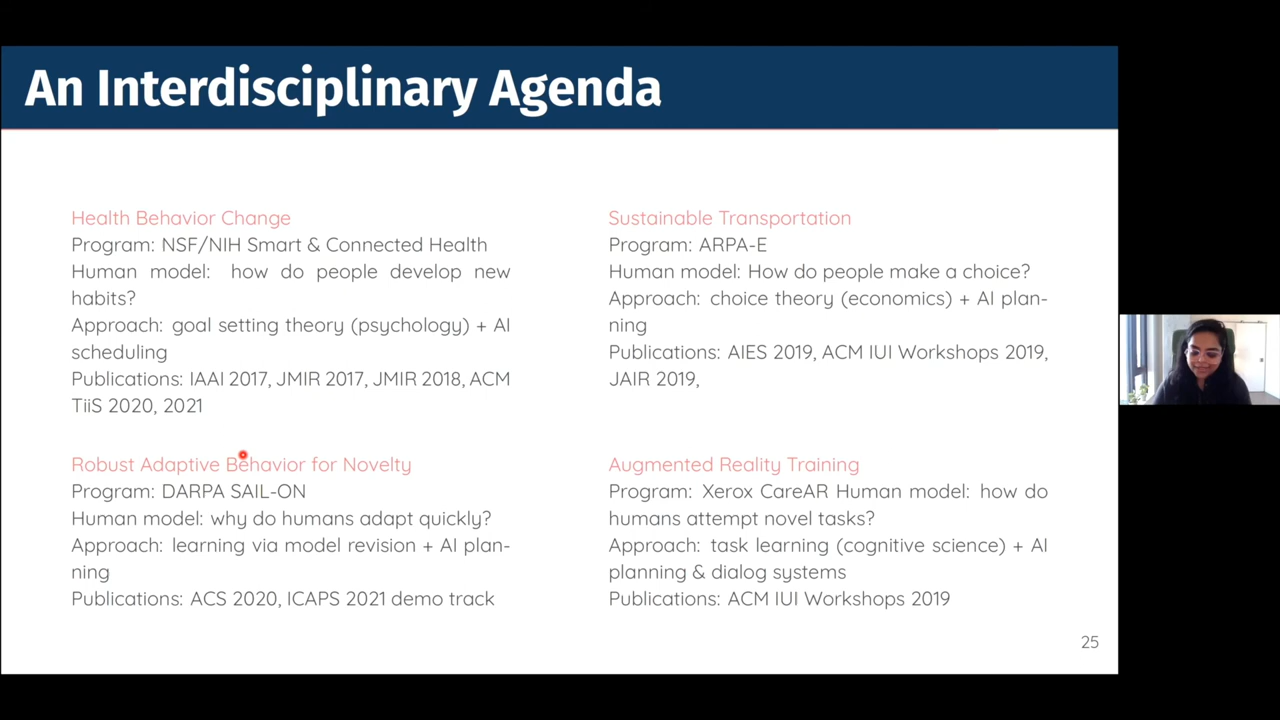 An Interdisciplinary Agenda
Health Behavior Change
Program: NSF/NIH Smart & Connected Health
Human model: how do people develop new
habits?
Approach: goal setting theory (psychology) + AI
scheduling
Publications: IAAI 2017, JMIR 2017, JMIR 2018, ACM
TiiS 2020, 2021
Robust Adaptive Behavior for Novelty
Program: DARPA SAIL-ON
Human model: why do humans adapt quickly?
Approach: learning via model revision + AI plan-
ning
Publications: ACS 2020, ICAPS 2021 demo track
Sustainable Transportation
Program: ARPA-E
Human model: How do people make a choice?
Approach: choice theory (economics) + AI plan-
ning
Publications: AIES 2019, ACM IUI Workshops 2019,
JAIR 2019,
Augmented Reality Training
Program: Xerox CareAR Human model: how do
humans attempt novel tasks?
Approach: task learning (cognitive science) + AI
planning & dialog systems
Publications: ACM IUI Workshops 2019
25